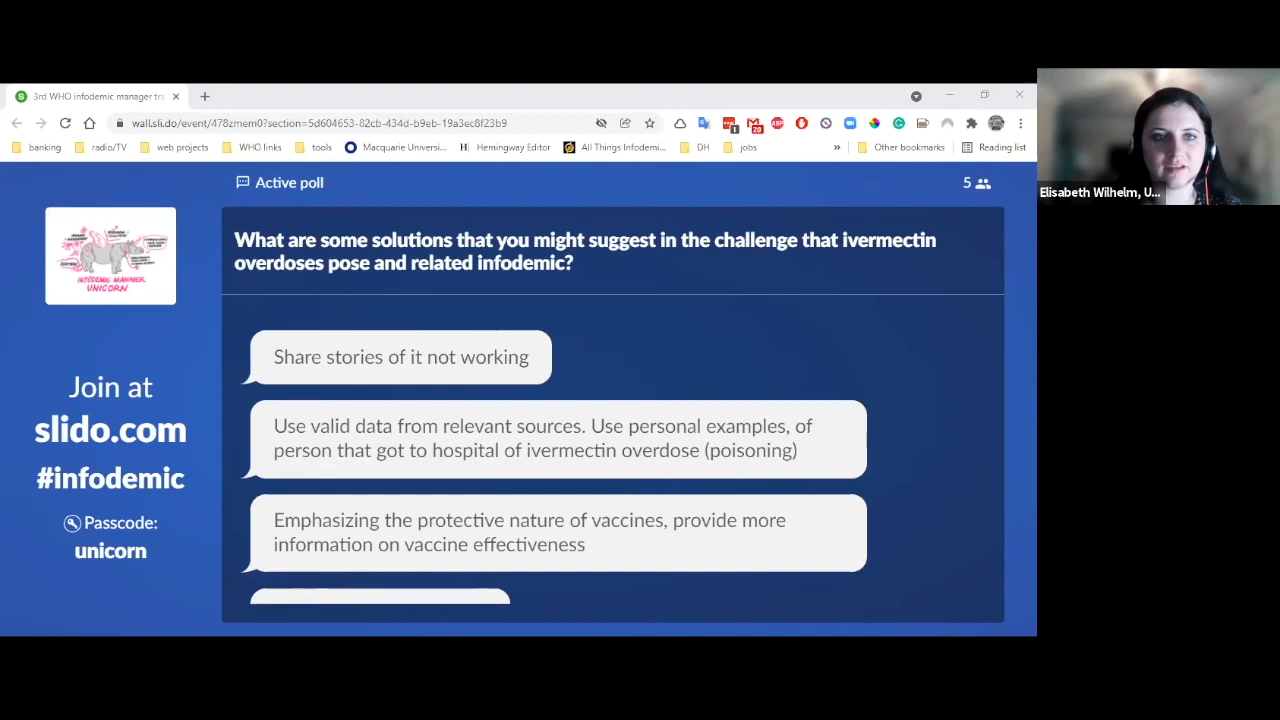 3rd WHO infodemic manager tra
wall.sli.do/event/478zmem0?section=5d604653-82cb-434d-b9eb-19a3ec8f23b9
1
20
ABP
banking
radio/TV
web projects
WHO links
tools
Macquarie Universi...
Hemingway Editor
All Things Infodemi...
DH
jobs
»
Other bookmarks
Reading list
Active poll
5
Elisabeth Wilhelm, U...
INFODEMIC MANAGER
UNICORN
Join at
slido.com
#infodemic
Passcode:
unicorn
What are some solutions that you might suggest in the challenge that ivermectin
overdoses pose and related infodemic?
Share stories of it not working
Use valid data from relevant sources. Use personal examples, of
person that got to hospital of ivermectin overdose (poisoning)
Emphasizing the protective nature of vaccines, provide more
information on vaccine effectiveness